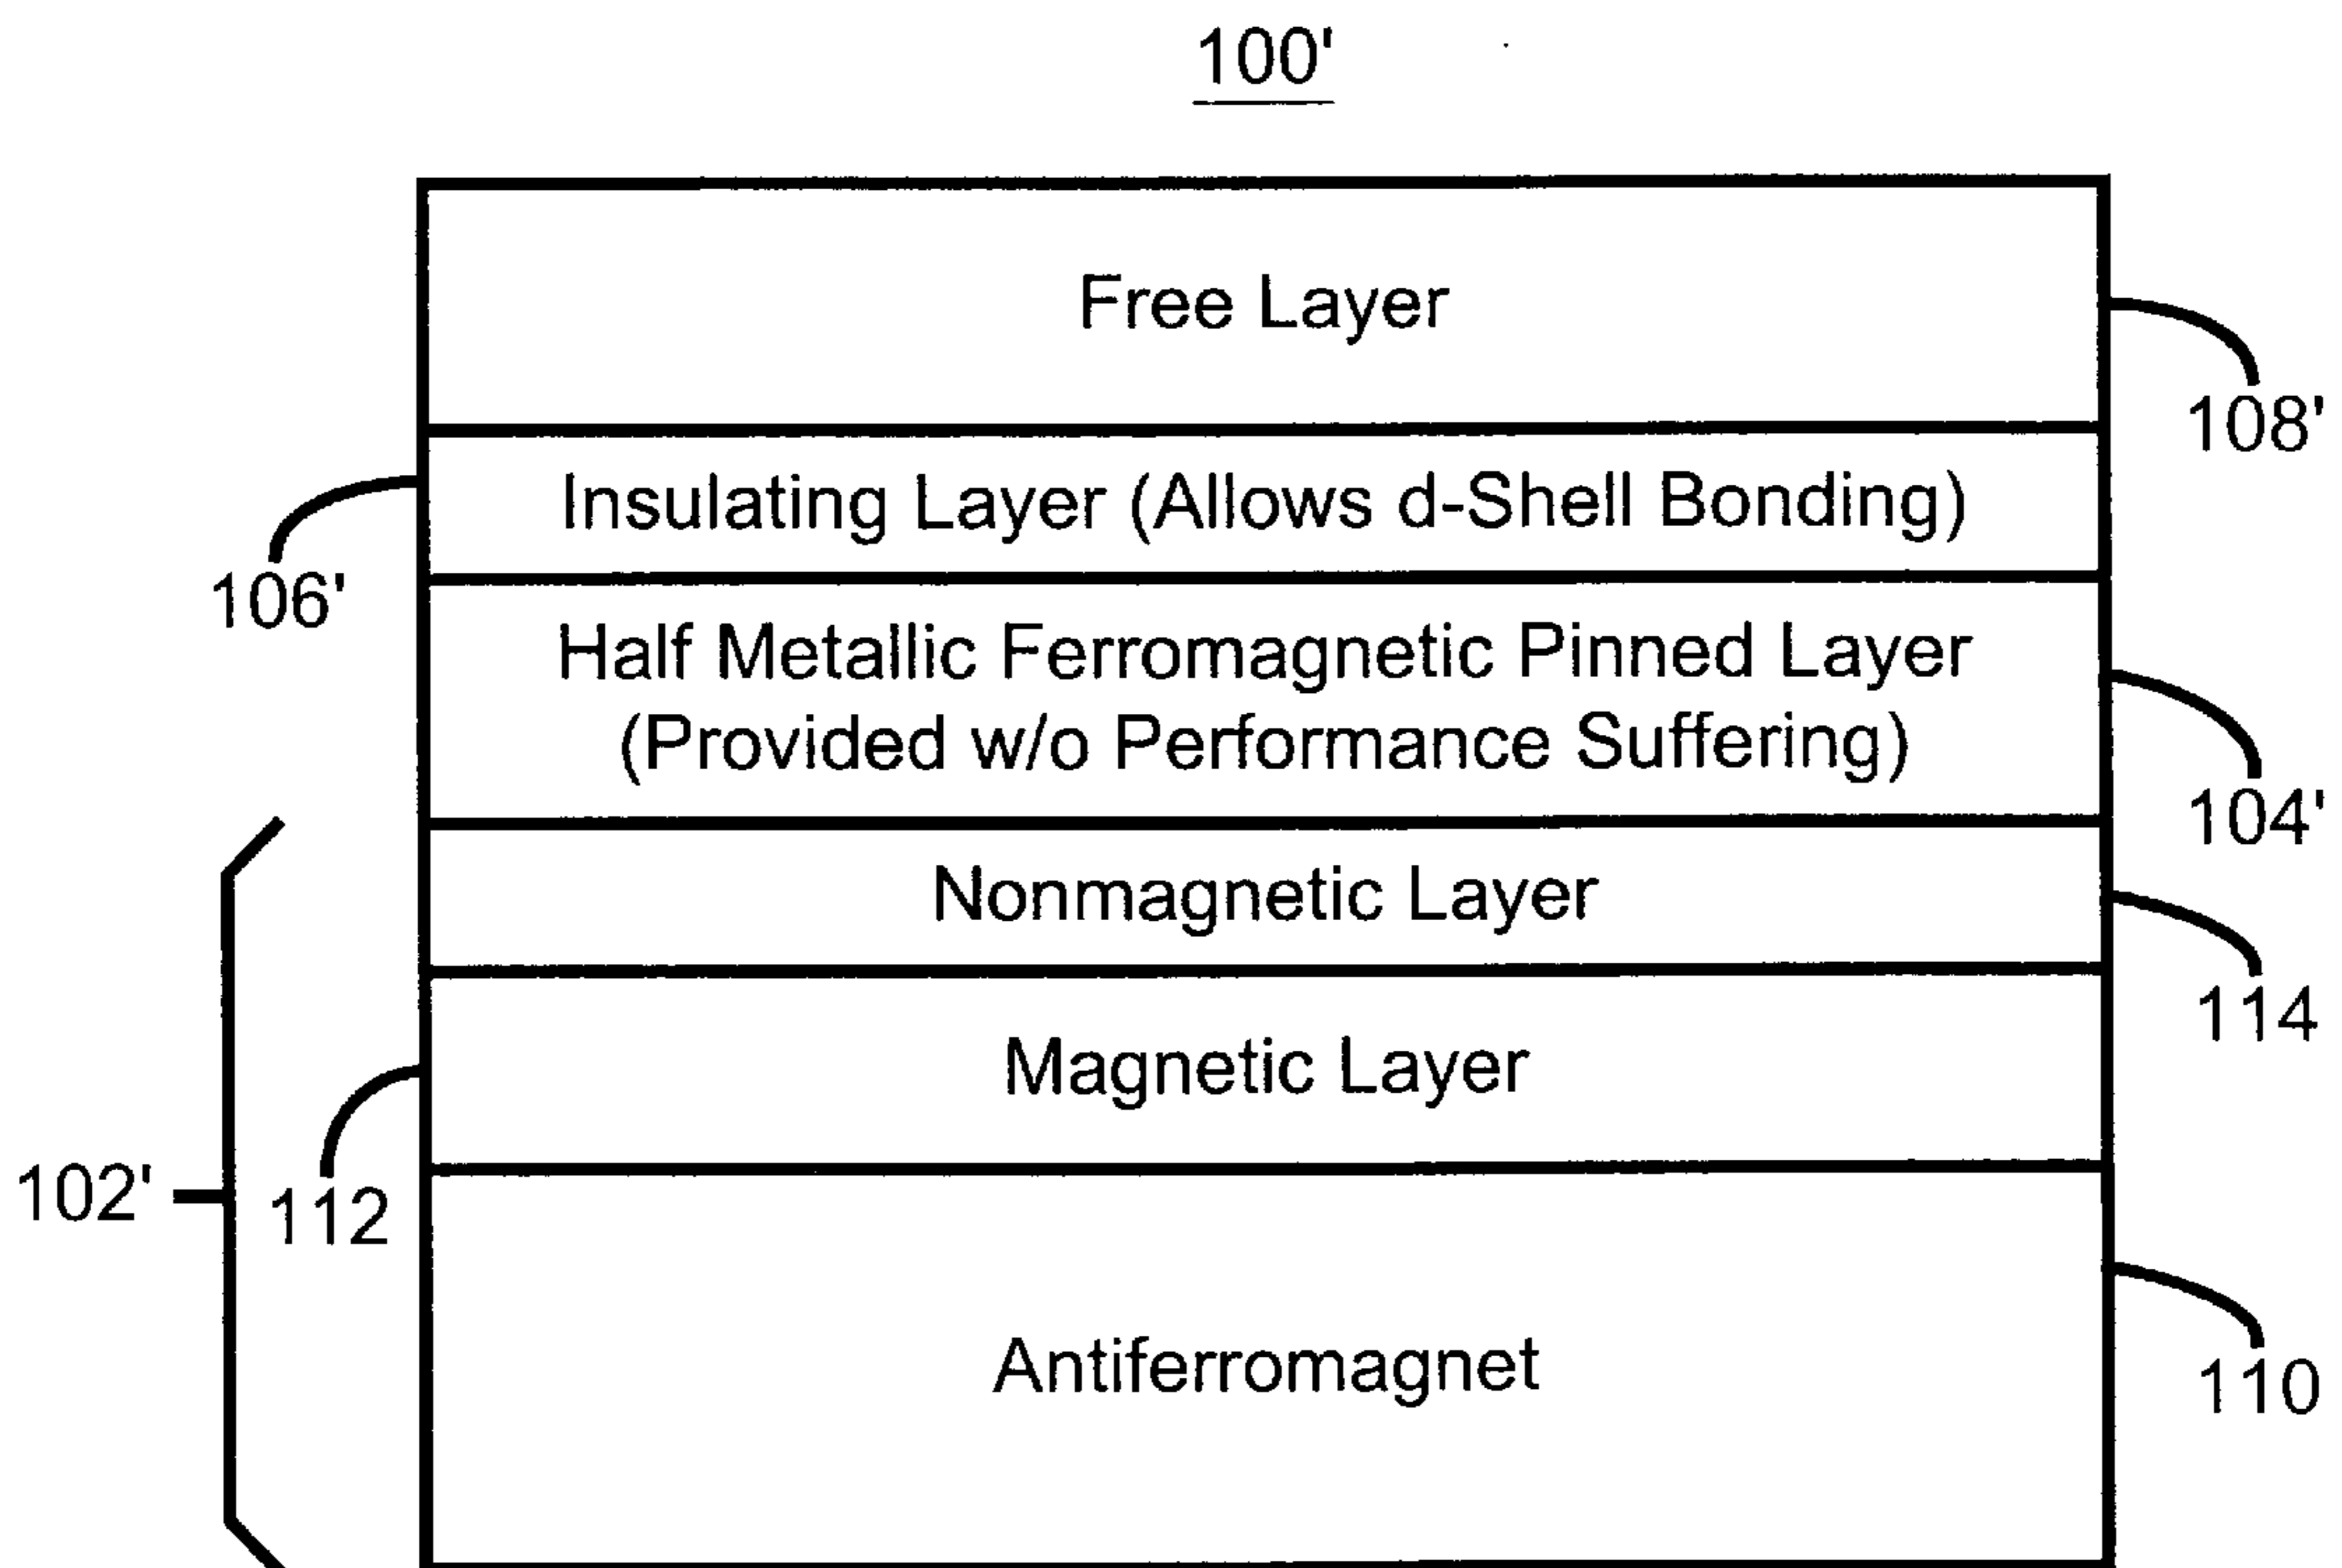 100'
Free Layer
108'
Insulating Layer (Allows d-Shell Bonding)
106'
Half Metallic Ferromagnetic Pinned Layer
(Provided w/o Performance Suffering)
104'
Nonmagnetic Layer
114
Magnetic Layer
112
102'
Antiferromagnet
110